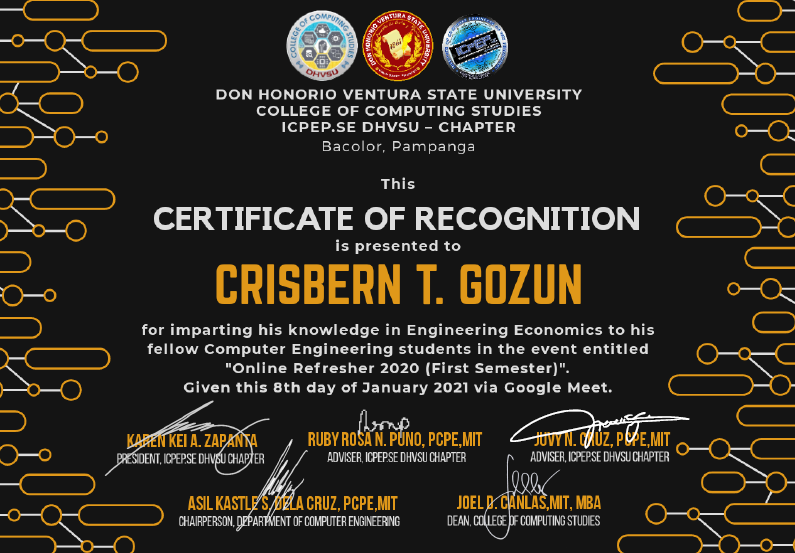 COLLEGE OF COMPUTING STUDIES
DHVSU
DON HONORIO VENTURA STATE UNIVERSITY
ICPEP
DON HONORIO VENTURA STATE UNIVERSITY
COLLEGE OF COMPUTING STUDIES
ICPEP.SE DHVSU – CHAPTER
Bacolor, Pampanga
This
CERTIFICATE OF RECOGNITION
is presented to
CRISBERN T. GOZUN
for imparting his knowledge in Engineering Economics to his
fellow Computer Engineering students in the event entitled
"Online Refresher 2020 (First Semester)".
Given this 8th day of January 2021 via Google Meet.
KAREN KEI A. ZAPANTA
PRESIDENT, ICPEP.SE DHVSU CHAPTER
RUBY ROSA N. PUNO, PCPE,MIT
ADVISER, ICPEP.SE DHVSU CHAPTER
JUVY N. CRUZ, PCPE,MIT
ADVISER, ICPEP.SE DHVSU CHAPTER
ASIL KASTLE S. DELA CRUZ, PCPE,MIT
CHAIRPERSON, DEPARTMENT OF COMPUTER ENGINEERING
JOEL D. CANLAS,MIT, MBA
DEAN, COLLEGE OF COMPUTING STUDIES